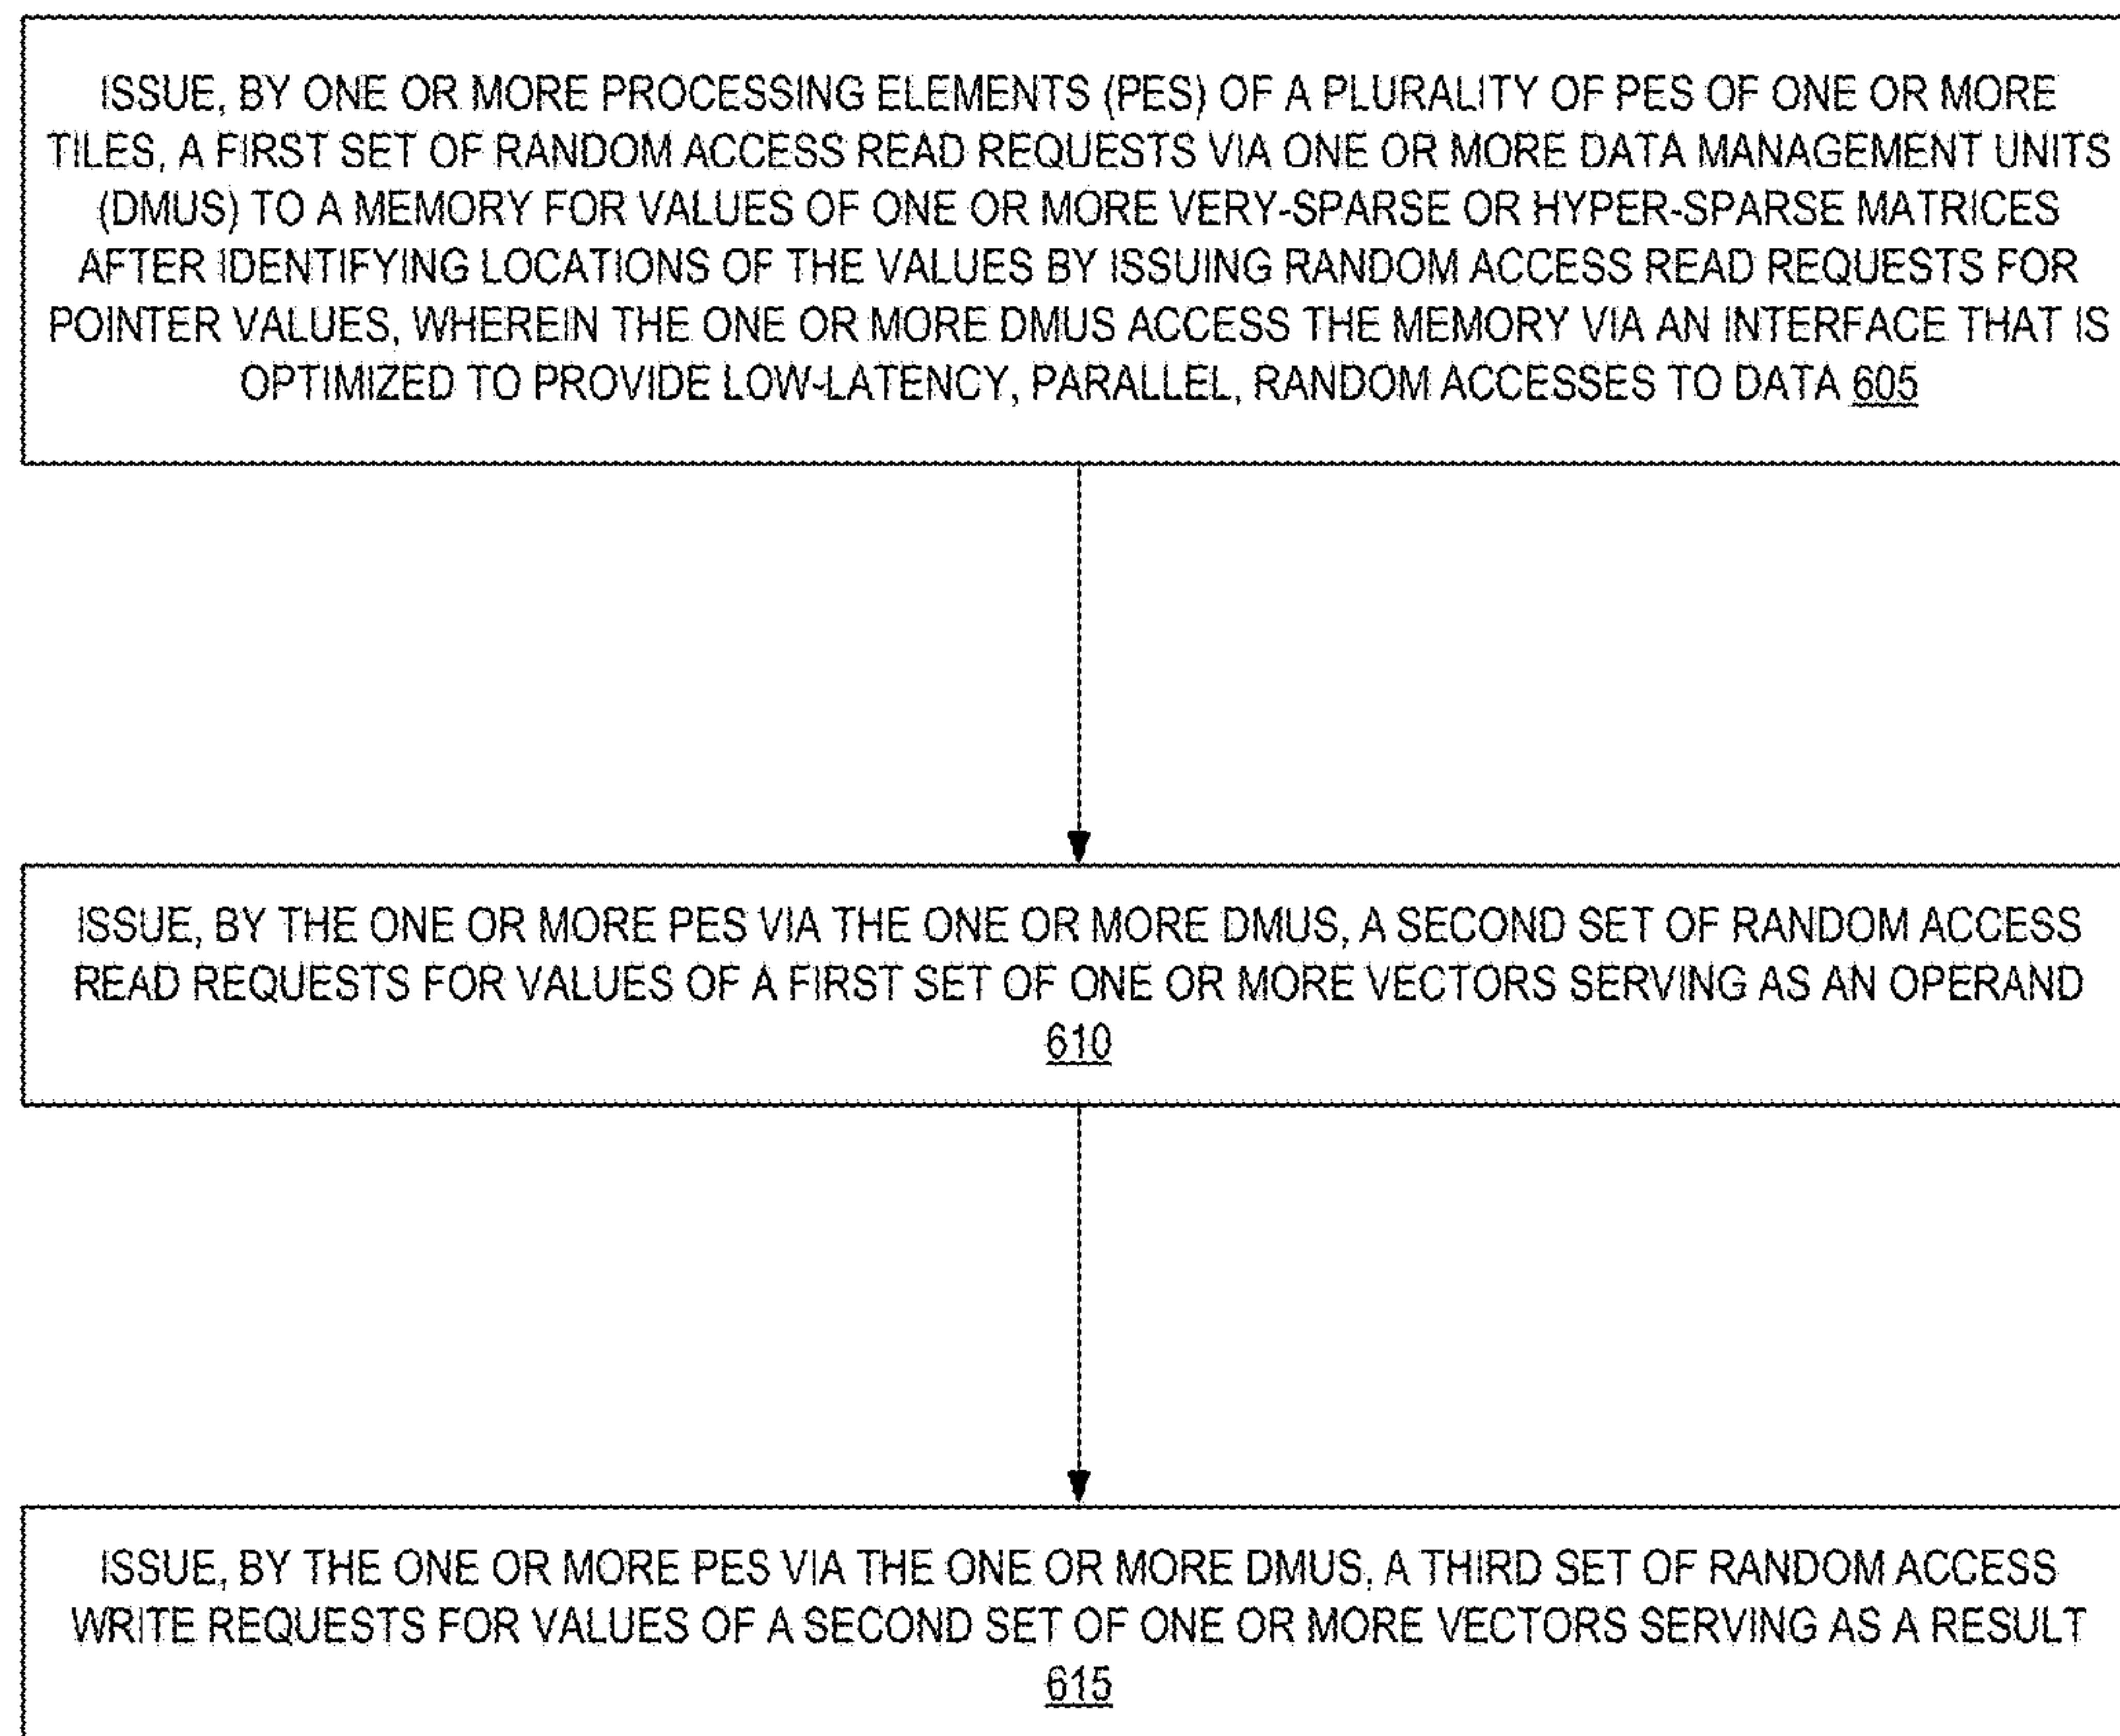 ISSUE, BY ONE OR MORE PROCESSING ELEMENTS (PES) OF A PLURALITY OF PES OF ONE OR MORE
TILES, A FIRST SET OF RANDOM ACCESS READ REQUESTS VIA ONE OR MORE DATA MANAGEMENT UNITS
(DMUS) TO A MEMORY FOR VALUES OF ONE OR MORE VERY-SPARSE OR HYPER-SPARSE MATRICES
AFTER IDENTIFYING LOCATIONS OF THE VALUES BY ISSUING RANDOM ACCESS READ REQUESTS FOR
POINTER VALUES, WHEREIN THE ONE OR MORE DMUS ACCESS THE MEMORY VIA AN INTERFACE THAT IS
OPTIMIZED TO PROVIDE LOW-LATENCY, PARALLEL, RANDOM ACCESSES TO DATA 605
ISSUE, BY THE ONE OR MORE PES VIA THE ONE OR MORE DMUS, A SECOND SET OF RANDOM ACCESS
READ REQUESTS FOR VALUES OF A FIRST SET OF ONE OR MORE VECTORS SERVING AS AN OPERAND
610
ISSUE, BY THE ONE OR MORE PES VIA THE ONE OR MORE DMUS, A THIRD SET OF RANDOM ACCESS
WRITE REQUESTS FOR VALUES OF A SECOND SET OF ONE OR MORE VECTORS SERVING AS A RESULT
615